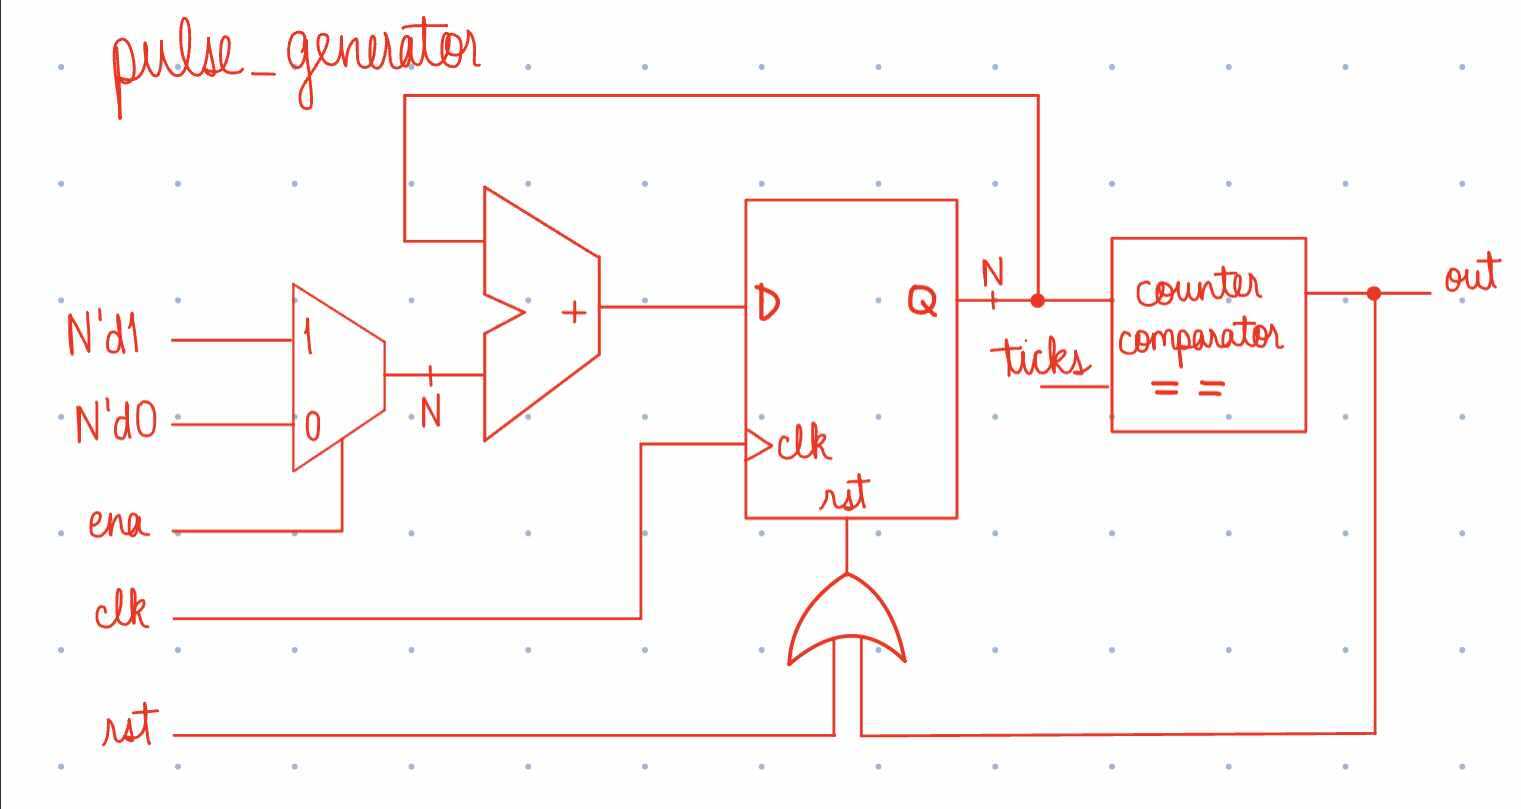 pulse_generator
N'd1
1
N'd0
0
N
ena
clk
rst
+
D
Q
clk
rst
N
ticks
counter
comparator
==
out